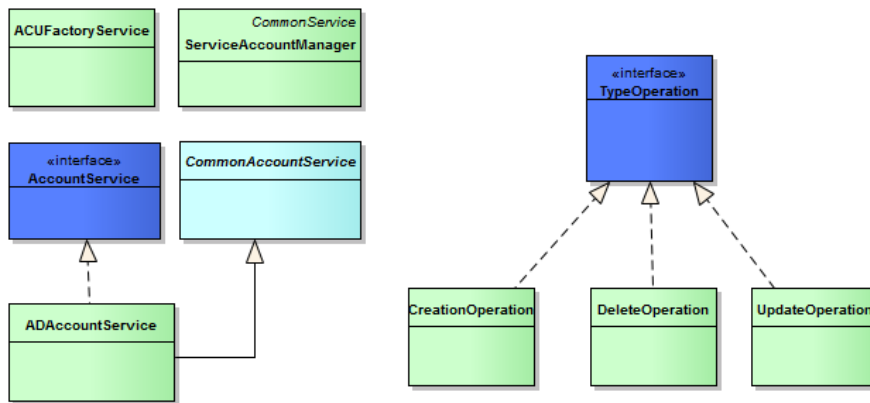 ACUFactoryService
CommonService
ServiceAccountManager
«interface»
AccountService
CommonAccountService
ADAccountService
«interface»
TypeOperation
CreationOperation
DeleteOperation
UpdateOperation